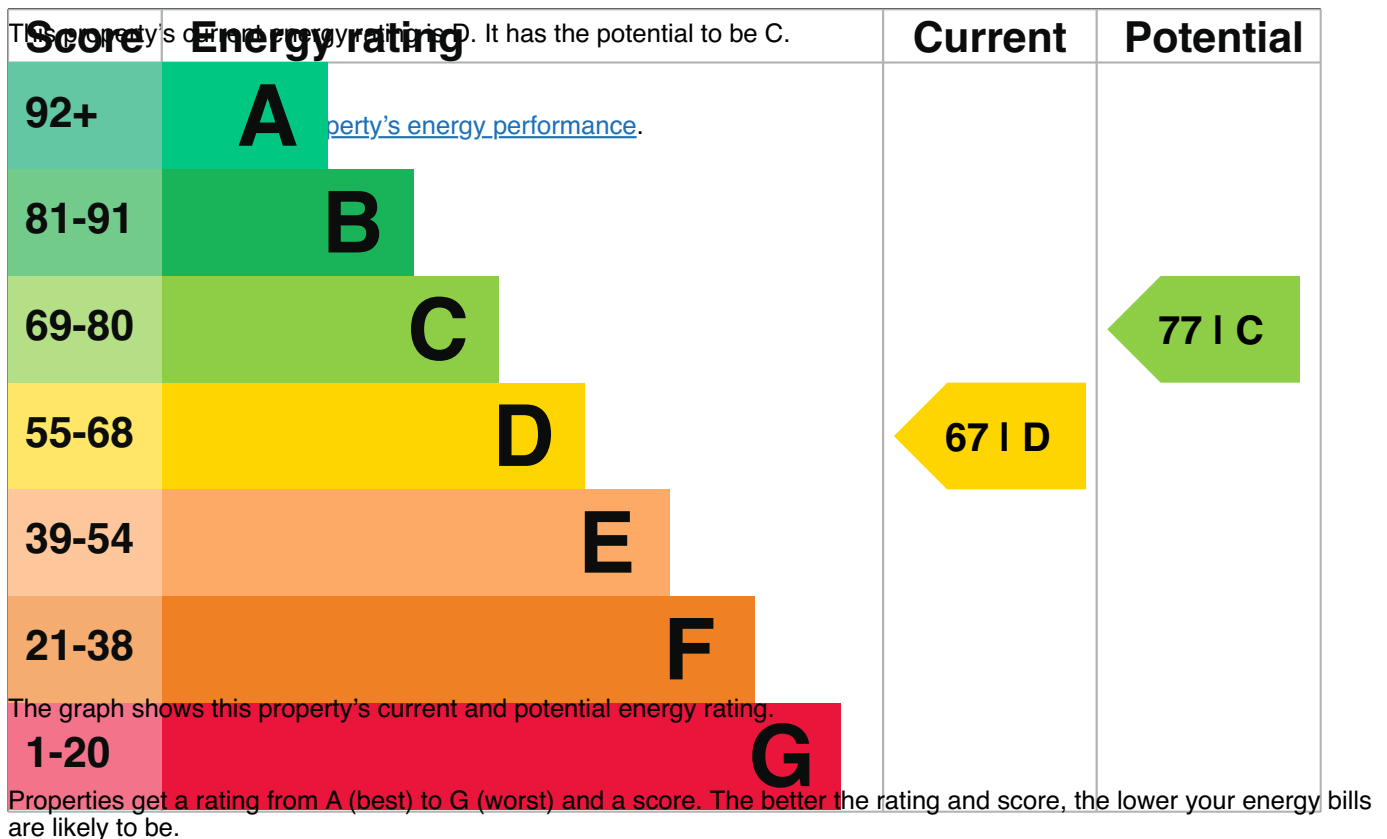 This property's current energy rating is D. It has the potential to be C.
Score Energy rating Current Potential
92+ A
perty's energy performance.
81-91 B
69-80 C 77 | C
55-68 D 67 | D
39-54 E
21-38 F
The graph shows this property's current and potential energy rating.
1-20 G
Properties get a rating from A (best) to G (worst) and a score. The better the rating and score, the lower your energy bills
are likely to be.